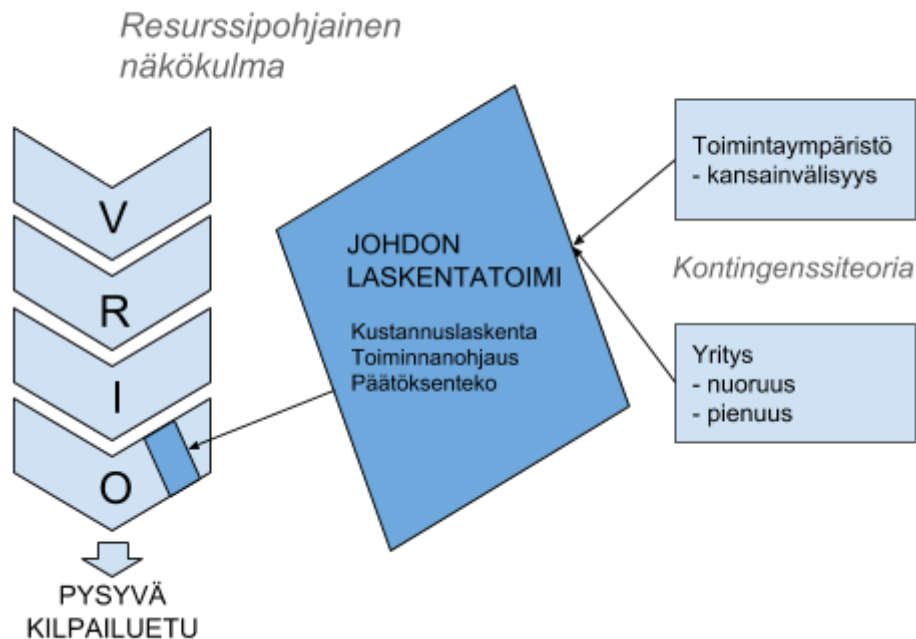 Resurssipohjainen
näkökulma
V
R
I
O
PYSYVÄ
KILPAILUETU
JOHDON
LASKENTATOIMI
Kustannuslaskenta
Toiminnanohjaus
Päätöksenteko
Toimintaympäristö
- kansainvälisyys
Kontingenssiteoria
Yritys
- nuoruus
- pienuus